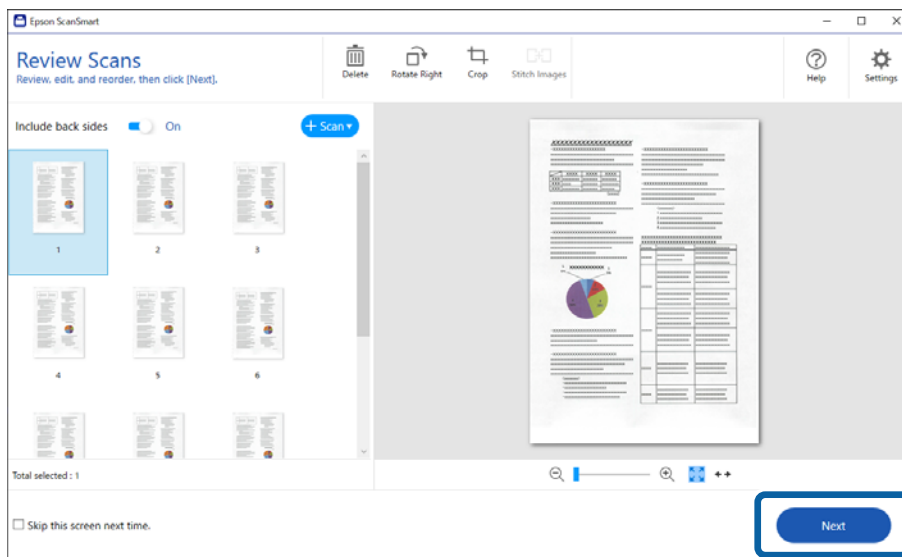 Epson ScanSmart
Review Scans
Review, edit, and reorder, then click [Next].
Delete
Rotate Right
Crop
Stitch Images
Help
Settings
Include back sides
On
+ Scan
1
2
3
4
5
6
Total selected : 1
Skip this screen next time.
Next